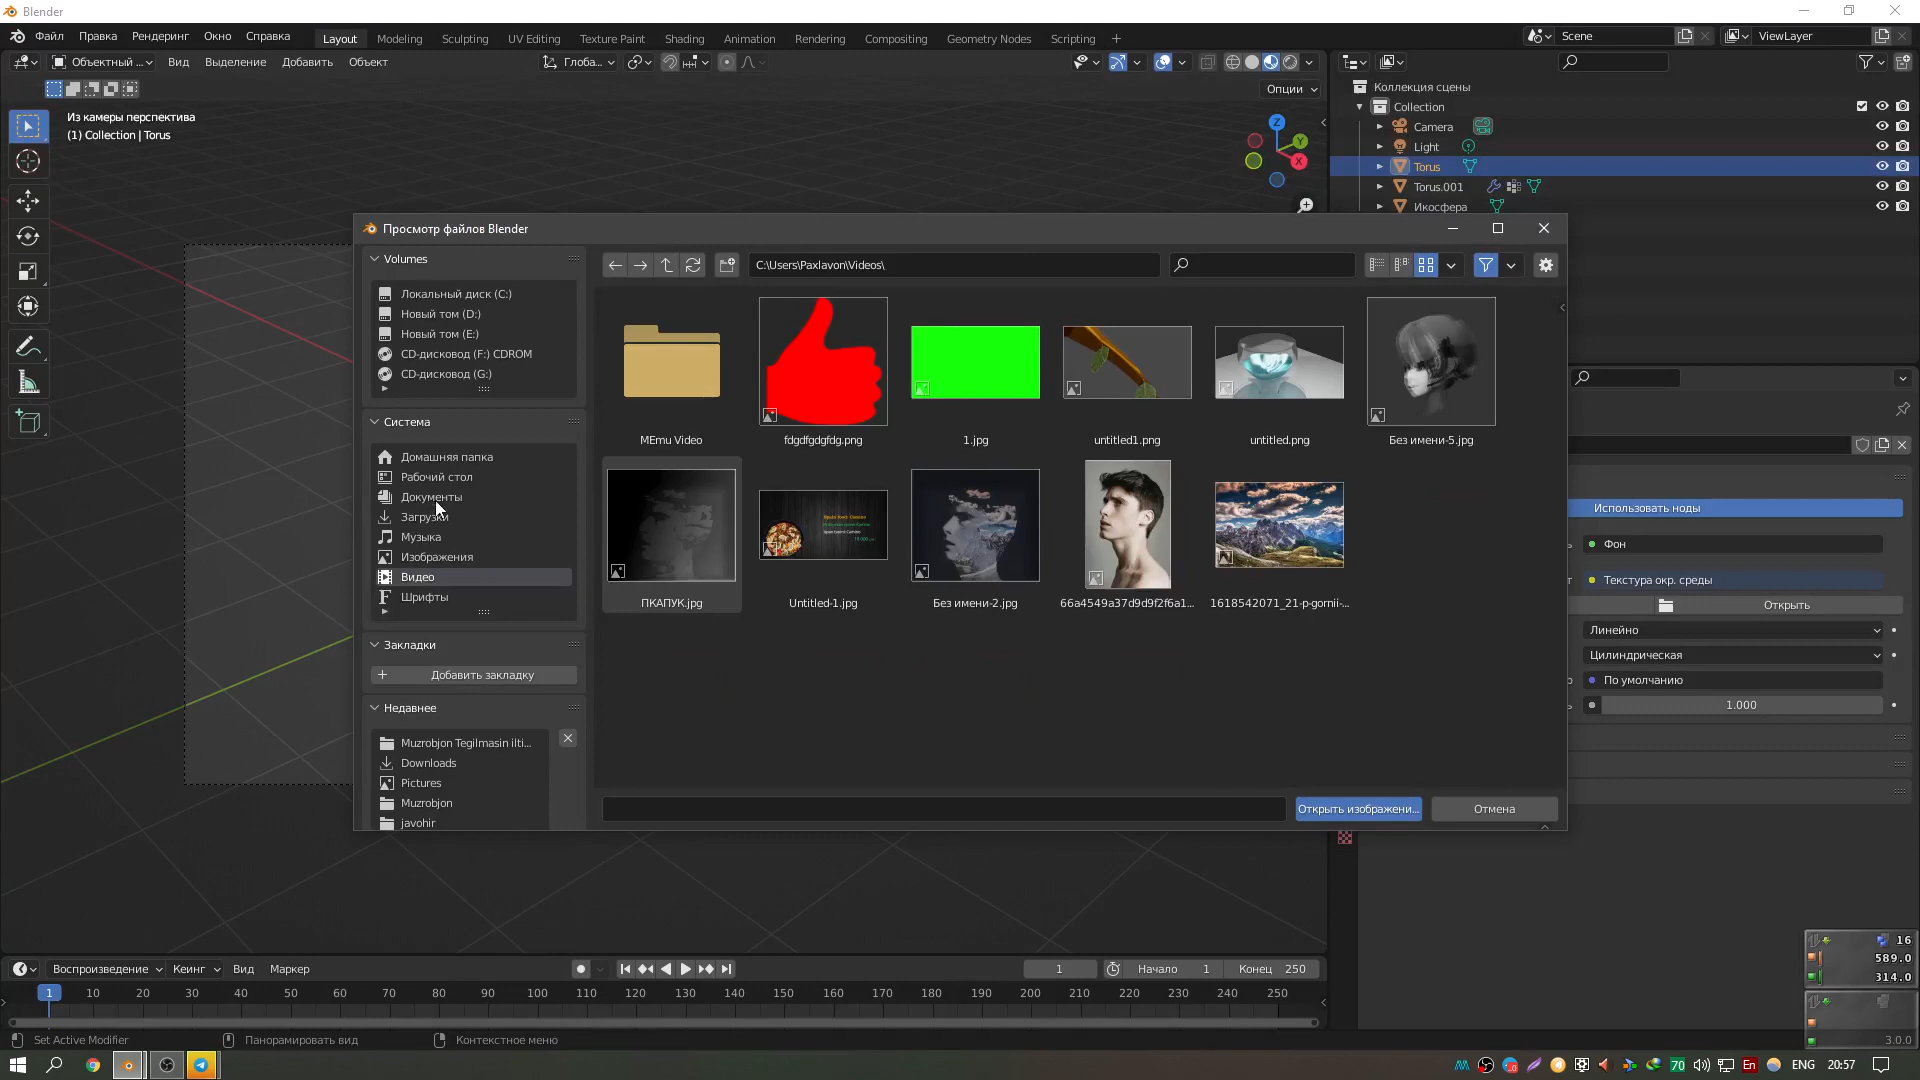 Blender
Файл Правка Рендеринг Окно Справка Layout Modeling Sculpting UV Editing Texture Paint Shading Animation Rendering Compositing Geometry Nodes Scripting + Scene ViewLayer
Объектный ... Вид Выделение Добавить Объект Глоба...
Опции
Из камеры перспектива
(1) Collection | Torus
Z
Y
X
Коллекция сцены
Collection
Camera
Light
Torus
Torus.001
Икосфера
Просмотр файлов Blender
Volumes
Локальный диск (C:)
Новый том (D:)
Новый том (E:)
CD-дисковод (F:) CDROM
CD-дисковод (G:)
Система
Домашняя папка
Рабочий стол
Документы
Загрузки
Музыка
Изображения
Видео
Шрифты
Закладки
Добавить закладку
Недавнее
Muzrobjon Tegilmasin ilti...
Downloads
Pictures
Muzrobjon
javohir
C:\Users\Paxlavon\Videos\
MEmu Video fdgdfgdgfdg.png 1.jpg untitled1.png untitled.png Без имени-5.jpg
ПКАПУК.jpg Untitled-1.jpg Без имени-2.jpg 66a4549a37d9d9f2f6a1... 1618542071_21-p-gornii-...
Открыть изображени... Отмена
Использовать ноды
Фон
Текстура окр. среды
Открыть
Линейно
Цилиндрическая
По умолчанию
1.000
Воспроизведение Кеинг Вид Маркер 1 Начало 1 Конец 250
1 10 20 30 40 50 60 70 80 90 100 110 120 130 140 150 160 170 180 190 200 210 220 230 240 250
Set Active Modifier Панорамировать вид Контекстное меню 3.0.0
16
589.0
314.0
70 En ENG 20:57